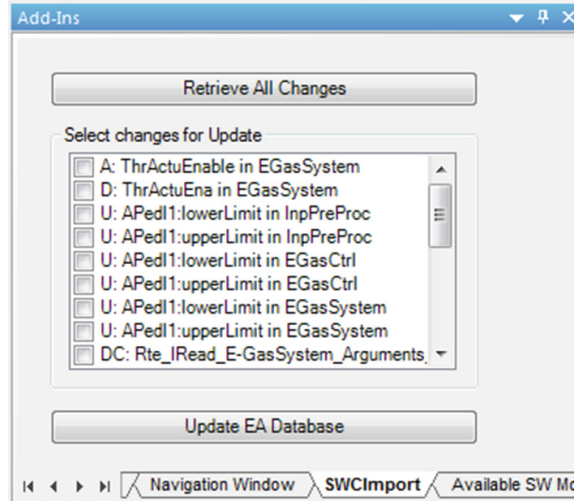 Add-Ins
Retrieve All Changes
Select changes for Update
A: ThrActuEnable in EGasSystem
D: ThrActuEna in EGasSystem
U: APedl1:lowerLimit in InpPreProc
U: APedl1:upperLimit in InpPreProc
U: APedl1:lowerLimit in EGasCtrl
U: APedl1:upperLimit in EGasCtrl
U: APedl1:lowerLimit in EGasSystem
U: APedl1:upperLimit in EGasSystem
DC: Rte_IRead_E-GasSystem_Arguments_
Update EA Database
Navigation Window SWCImport Available SW Mo